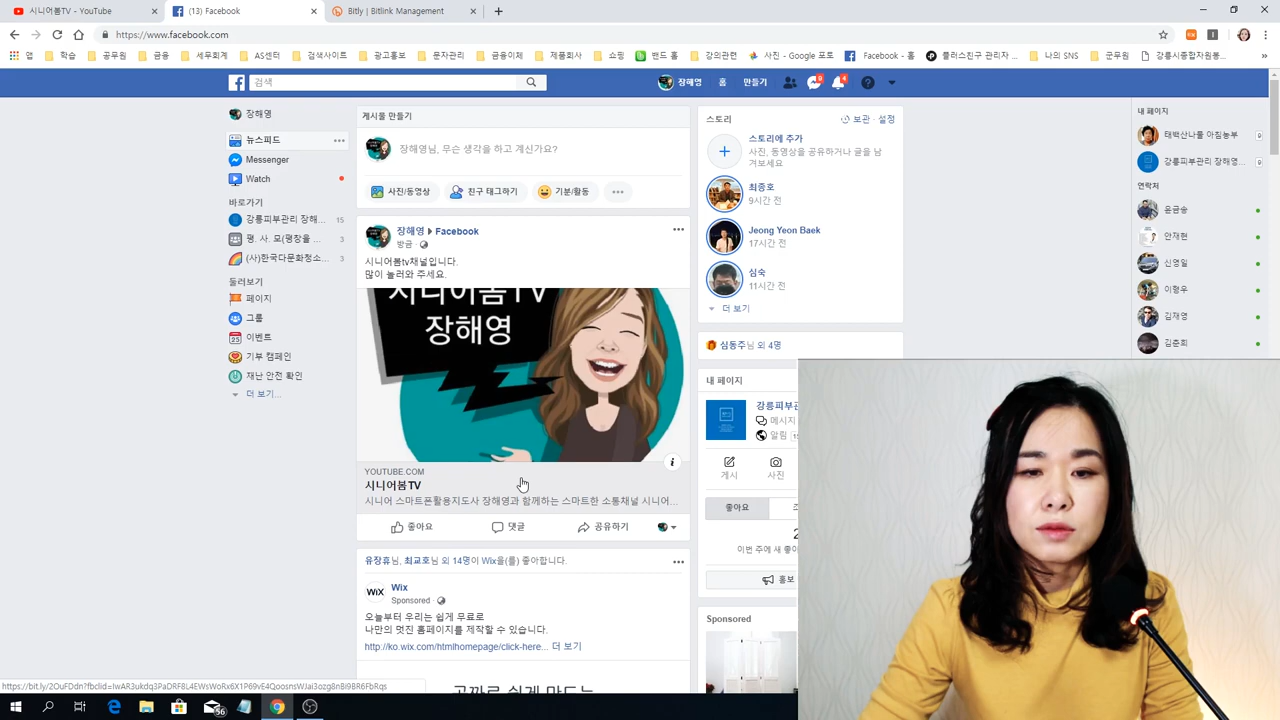 시니어봄TV - YouTube
(13) Facebook
Bitly | Bitlink Management
https://www.facebook.com
앱
학습
공무원
금융
세무회계
AS센터
검색사이트
광고홍보
문자관리
금융이체
제품회사
쇼핑
밴드 홈
강의관련
사진 - Google 포토
Facebook - 홈
플러스친구 관리자 ...
나의 SNS
군무원
강릉시종합자원봉...
검색
장해영
홈
만들기
장해영
뉴스피드
Messenger
Watch
바로가기
강릉피부관리 장해... 15
평. 사. 모(평창을 ... 3
(사)한국다문화청소... 3
둘러보기
페이지
그룹
이벤트
기부 캠페인
재난 안전 확인
더 보기...
게시물 만들기
장해영님, 무슨 생각을 하고 계신가요?
사진/동영상
친구 태그하기
기분/활동
장해영 ▶ Facebook
방금
시니어봄tv채널입니다.
많이 놀러와 주세요.
시니어봄TV
장해영
YOUTUBE.COM
시니어봄TV
시니어 스마트폰활용지도사 장해영과 함께하는 스마트한 소통채널 시니어...
좋아요
댓글
공유하기
유장휴님, 최교호님 외 14명이 Wix을(를) 좋아합니다.
WiX
Wix
Sponsored
오늘부터 우리는 쉽게 무료로
나만의 멋진 홈페이지를 제작할 수 있습니다.
http://ko.wix.com/htmlhomepage/click-here... 더 보기
공짜로 쉽게 만드는
스토리
보관 · 설정
스토리에 추가
사진, 동영상을 공유하거나 글을 남
겨보세요
최종호
9시간 전
Jeong Yeon Baek
17시간 전
심숙
11시간 전
더 보기
심동주님 외 4명
내 페이지
강릉피부관
메시지
알림
게시
사진
좋아요
이번 주에 새 좋아
홍보
Sponsored
내 페이지
태백산나물 아침농부
강릉피부관리 장해영...
연락처
윤금송
안재현
신영일
이형우
김재영
김준희
56